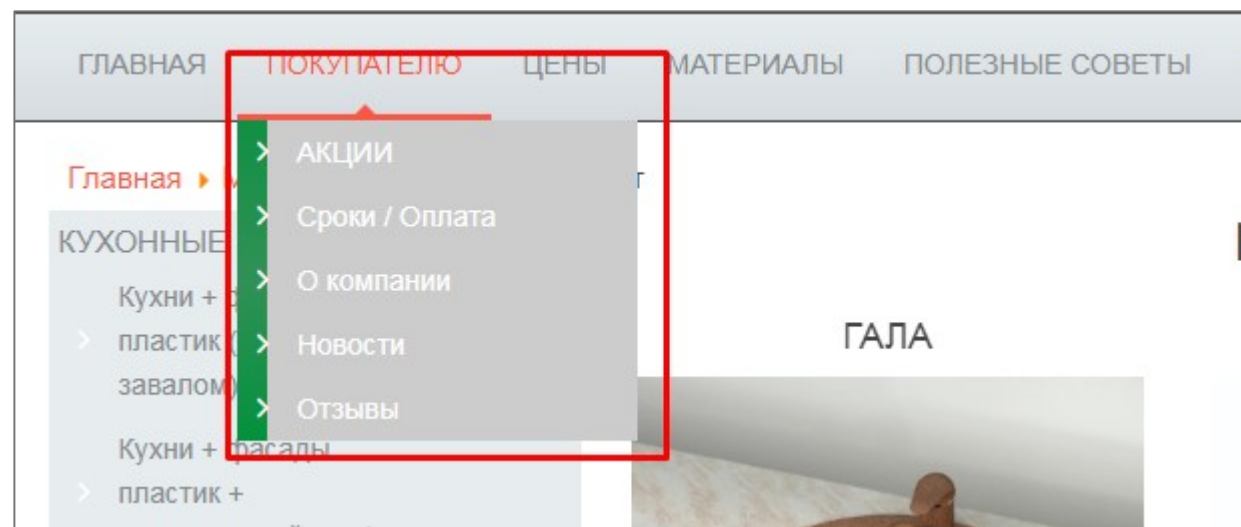 ГЛАВНАЯ ПОКУПАТЕЛЮ ЦЕНЫ МАТЕРИАЛЫ ПОЛЕЗНЫЕ СОВЕТЫ
Главная
АКЦИИ
Сроки / Оплата
О компании
Новости
Отзывы
КУХОННЫЕ
Кухни +
пластик (
завалом)
Кухни + фасады
пластик +
ГАЛА